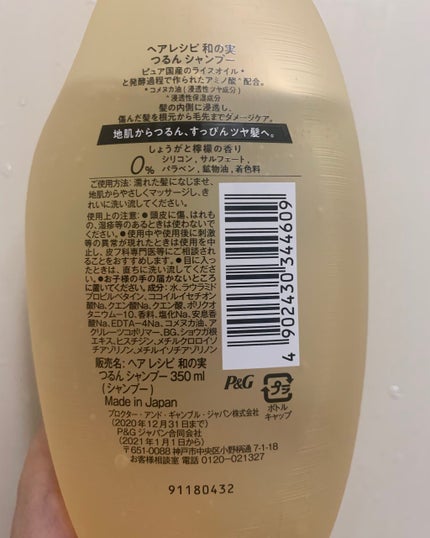 ヘアレシピ 和の実
つるん シャンプー
ピュア国産のライスオイル*
と発酵過程で作られたアミノ酸*配合。
*コメヌカ油(浸透性ツヤ成分)
*浸透性保湿成分
髪の内側に浸透し、
傷んだ髪を根元から毛先までダメージケア。
地肌からつるん、すっぴんツヤ髪へ。
しょうがと檸檬の香り
0% シリコン, サルフェート,
パラベン, 鉱物油, 着色料
ご使用方法: 濡れた髪になじませ、
地肌からやさしくマッサージし、き
れいに洗い流してください。
使用上の注意: ●頭皮に傷、はれも
の、湿疹等のあるときは使わないで
ください。●使用中や使用後に刺激
等の異常が現れたときは使用を中
止し、皮フ科専門医等にご相談され
ることをおすすめします。●目に入っ
たときは、直ちに洗い流してくださ
い。●お子様の手の届かないところ
に置いてください。成分: 水、ラウラミド
プロピルベタイン、ココイルイセチオン
酸Na、クエン酸Na、クエン酸、ポリクオ
タニウム-10、香料、塩化Na、安息香
酸Na、EDTA-4Na、コメヌカ油、ア
クリルーツコポリマー、BG、ショウガ根
エキス、ヒスチジン、メチルクロロイソ
チアゾリノン、メチルイソチアゾリノン
4 902430 344609
販売名: ヘア レシピ 和の実
つるん シャンプー 350 ml
(シャンプー)
Made in Japan
P&G
プラ
ボトル
キャップ
プロクター・アンド・ギャンブル・ジャパン株式会社
(2020年12月31日まで)
P&Gジャパン合同会社
(2021年1月1日から)
〒651-0088 神戸市中央区小野柄通 7-1-18
お客様相談室 電話 0120-021327
91180432